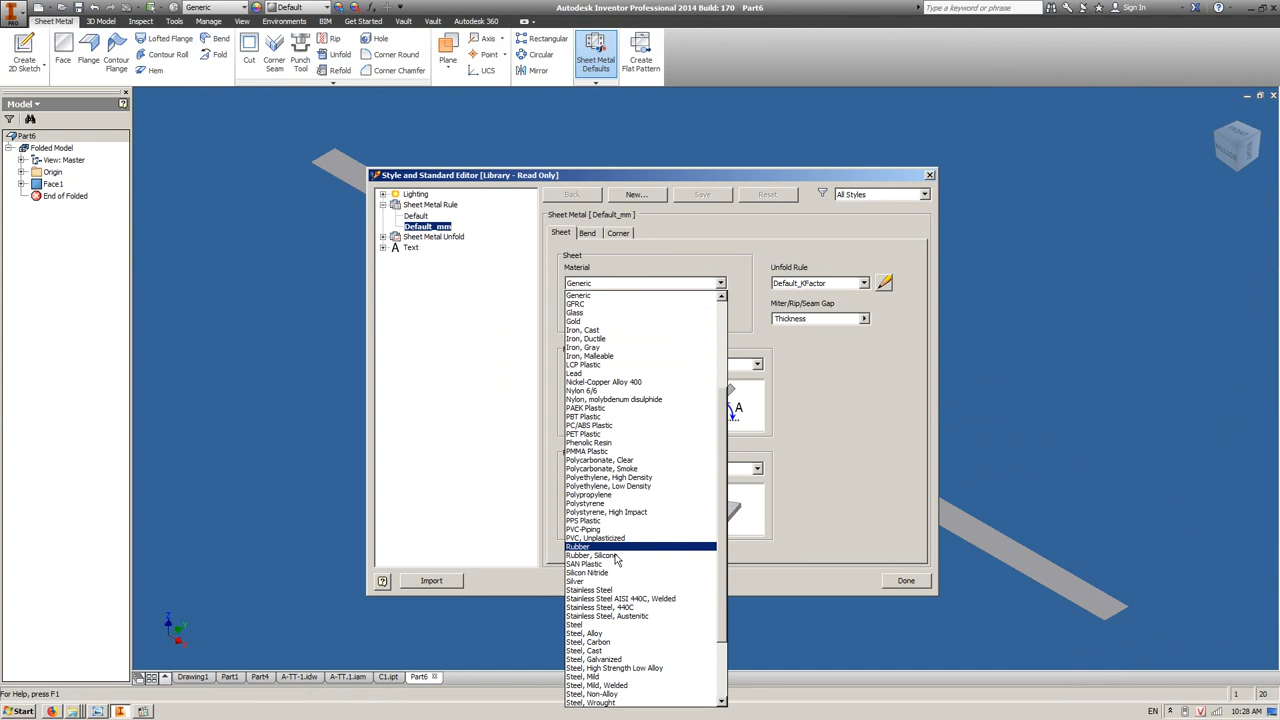 PRO
Generic
Default
Autodesk Inventor Professional 2014 Build: 170 Part6
Type a keyword or phrase
Sign In
Sheet Metal
3D Model
Inspect
Tools
Manage
View
Environments
BIM
Get Started
Vault
Vault
Autodesk 360
Create
2D Sketch
Face
Flange
Contour
Flange
Lofted Flange
Contour Roll
Hem
Bend
Fold
Cut
Corner
Seam
Punch
Tool
Rip
Unfold
Refold
Hole
Corner Round
Corner Chamfer
Plane
Axis
Point
UCS
Rectangular
Circular
Mirror
Sheet Metal
Defaults
Create
Flat Pattern
Model
Part6
Folded Model
View: Master
Origin
Face1
End of Folded
FRONT
Style and Standard Editor [Library - Read Only]
Lighting
Sheet Metal Rule
Default
Default_mm
Sheet Metal Unfold
Text
Back
New...
Save
Reset
All Styles
Sheet Metal [ Default_mm ]
Sheet
Bend
Corner
Sheet
Material
Generic
Unfold Rule
Default_KFactor
Miter/Rip/Seam Gap
Thickness
A
Generic
GFRC
Glass
Gold
Iron, Cast
Iron, Ductile
Iron, Gray
Iron, Malleable
LCP Plastic
Lead
Nickel-Copper Alloy 400
Nylon 6/6
Nylon, molybdenum disulphide
PAEK Plastic
PBT Plastic
PC/ABS Plastic
PET Plastic
Phenolic Resin
PMMA Plastic
Polycarbonate, Clear
Polycarbonate, Smoke
Polyethylene, High Density
Polyethylene, Low Density
Polypropylene
Polystyrene
Polystyrene, High Impact
PPS Plastic
PVC-Piping
PVC, Unplasticized
Rubber
Rubber, Silicone
SAN Plastic
Silicon Nitride
Silver
Stainless Steel
Stainless Steel AISI 440C, Welded
Stainless Steel, 440C
Stainless Steel, Austenitic
Steel
Steel, Alloy
Steel, Carbon
Steel, Cast
Steel, Galvanized
Steel, High Strength Low Alloy
Steel, Mild
Steel, Mild, Welded
Steel, Non-Alloy
Steel, Wrought
Import
Done
Z
Y
X
Drawing1
Part1
Part4
A-TT-1.idw
A-TT-1.iam
C1.ipt
Part6
For Help, press F1
1
20
Start
EN
10:28 AM